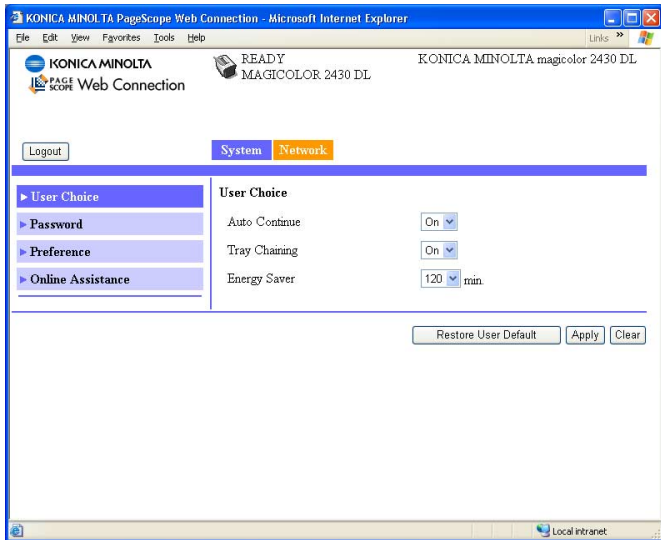 KONICA MINOLTA PageScope Web Connection - Microsoft Internet Explorer
File Edit View Favorites Tools Help Links »
KONICA MINOLTA
PAGE SCOPE Web Connection
READY
MAGICOLOR 2430 DL
KONICA MINOLTA magicolor 2430 DL
Logout
System Network
User Choice
Password
Preference
Online Assistance
User Choice
Auto Continue On
Tray Chaining On
Energy Saver 120 min.
Restore User Default Apply Clear
Local intranet